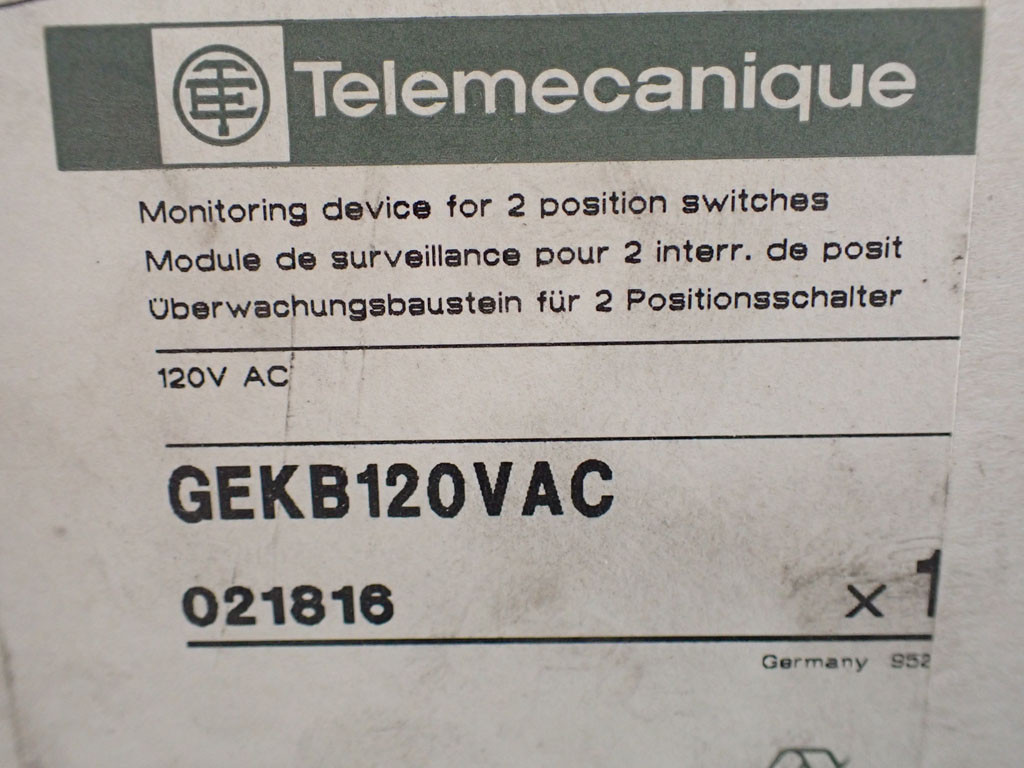 Telemecanique
Monitoring device for 2 position switches
Module de surveillance pour 2 interr. de posit
Überwachungsbaustein für 2 Positionsschalter
120V AC
GEKB120VAC
021816 x 1
Germany 952